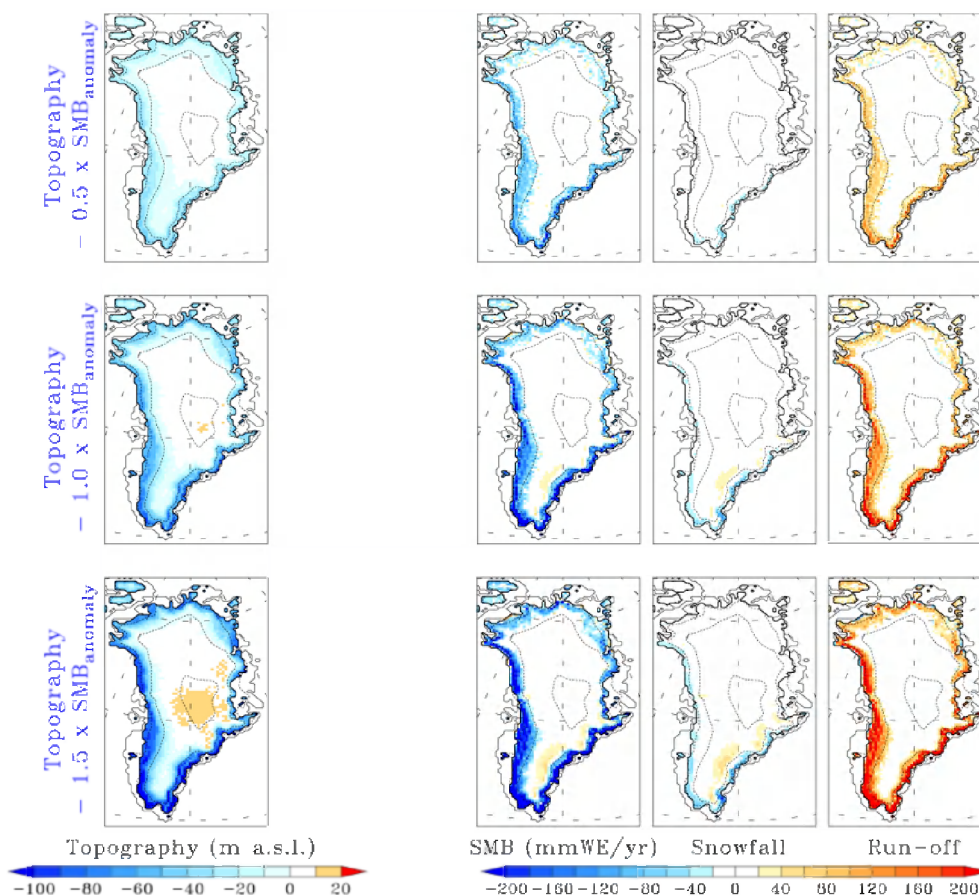 Topography
– 0.5 x SMBanomaly
Topography
– 1.0 x SMBanomaly
Topography
– 1.5 x SMBanomaly
Topography (m a.s.l.)
SMB (mmWE/yr) Snowfall Run-off
-100 -80 -60 -40 -20 0 20
-200 -160 -120 -80 -40 0 40 80 120 160 200